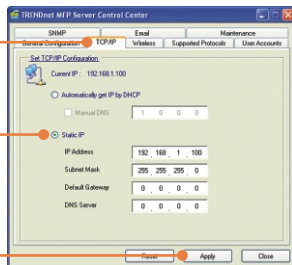 TRENDnet MFP Server Control Center
SNMP Email Maintenance
General Configuration TCP/IP Wireless Supported Protocols User Accounts
Set TCP/IP Configuration
Current IP : 192.168.1.100
Automatically get IP by DHCP
Manual DNS 1 . 0 . 0 . 0
Static IP
IP Address 192 . 168 . 1 . 100
Subnet Mask 255 . 255 . 255 . 0
Default Gateway 0 . 0 . 0 . 0
DNS Server 0 . 0 . 0 . 0
Reset Apply Close